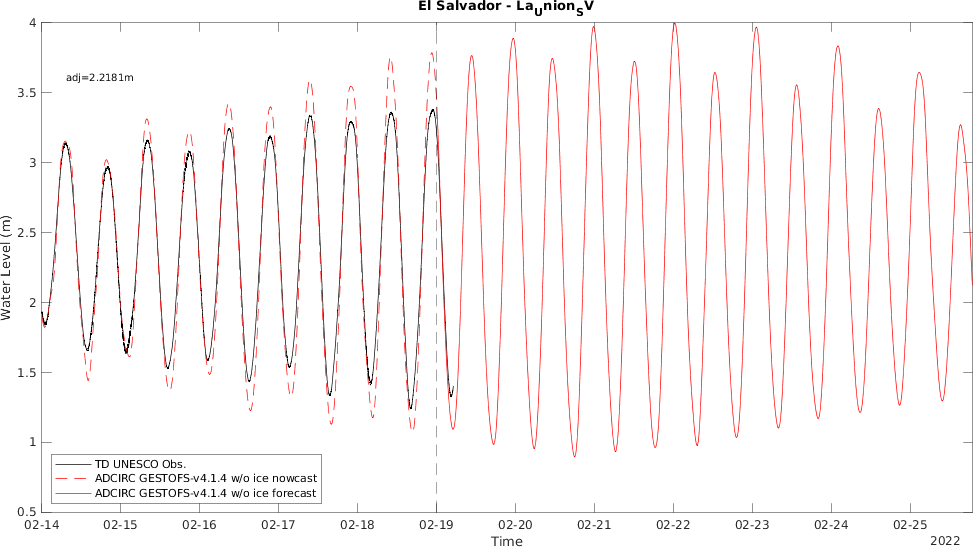 El Salvador - LaUnionSV
4
3.5
3
2.5
2
1.5
1
0.5
Water Level (m)
adj=2.2181m
TD UNESCO Obs.
ADCIRC GESTOFS-v4.1.4 w/o ice nowcast
ADCIRC GESTOFS-v4.1.4 w/o ice forecast
02-14 02-15 02-16 02-17 02-18 02-19 02-20 02-21 02-22 02-23 02-24 02-25
Time
2022